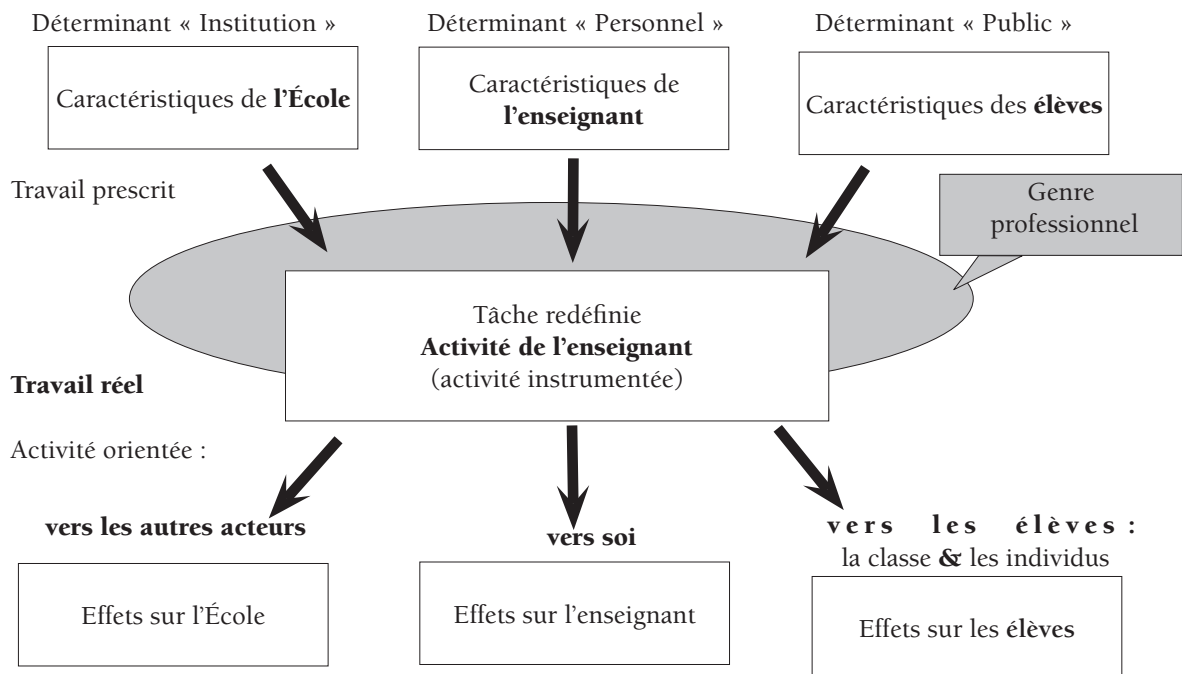 Déterminant « Institution »
Déterminant « Personnel »
Déterminant « Public »
Caractéristiques de l'École
Caractéristiques de
l'enseignant
Caractéristiques des élèves
Travail prescrit
Genre
professionnel
Tâche redéfinie
Activité de l'enseignant
(activité instrumentée)
Travail réel
Activité orientée :
vers les autres acteurs
vers soi
vers les élèves :
la classe & les individus
Effets sur l'École
Effets sur l'enseignant
Effets sur les élèves